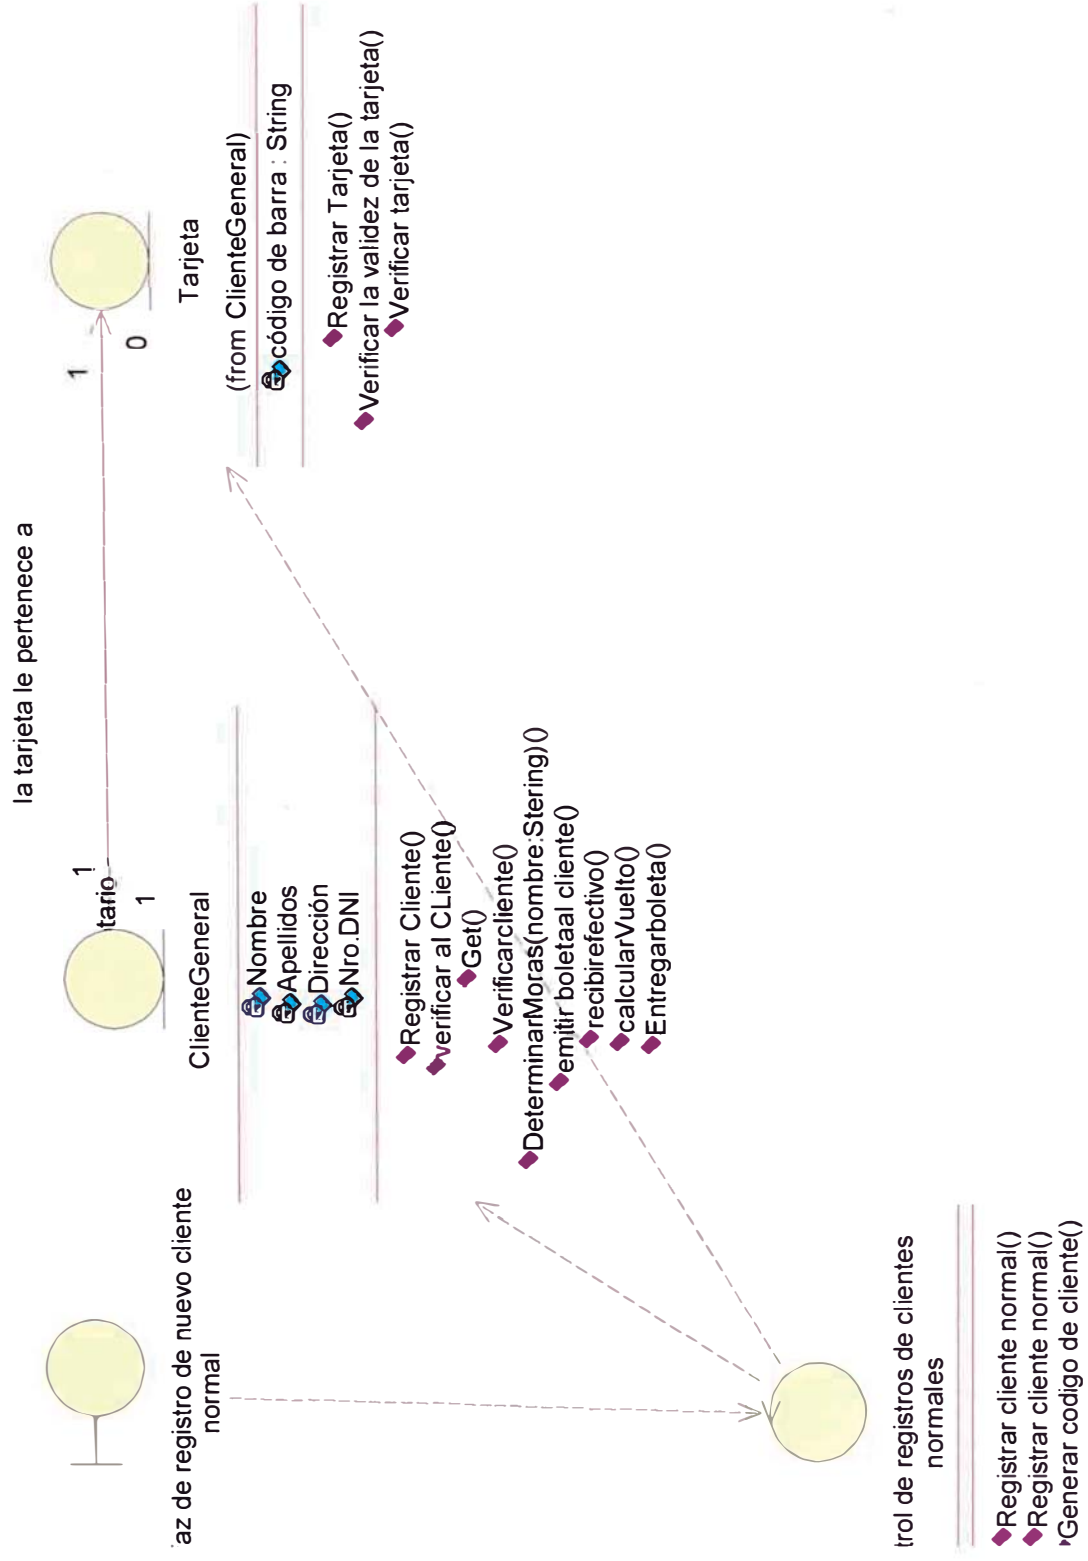 la tarjeta le pertenece a
1
tario
1
1
0
az de registro de nuevo cliente
normal
ClienteGeneral
Nombre
Apellidos
Dirección
Nro.DNI
Registrar Cliente()
verificar al CLiente()
Get()
Verificarcliente()
DeterminarMoras(nombre:Stering)()
emitir boletaal cliente()
recibirefectivo()
calcularVuelto()
Entregarboleta()
Tarjeta
(from ClienteGeneral)
código de barra : String
Registrar Tarjeta()
Verificar la validez de la tarjeta()
Verificar tarjeta()
trol de registros de clientes
normales
Registrar cliente normal()
Registrar cliente normal()
Generar codigo de cliente()